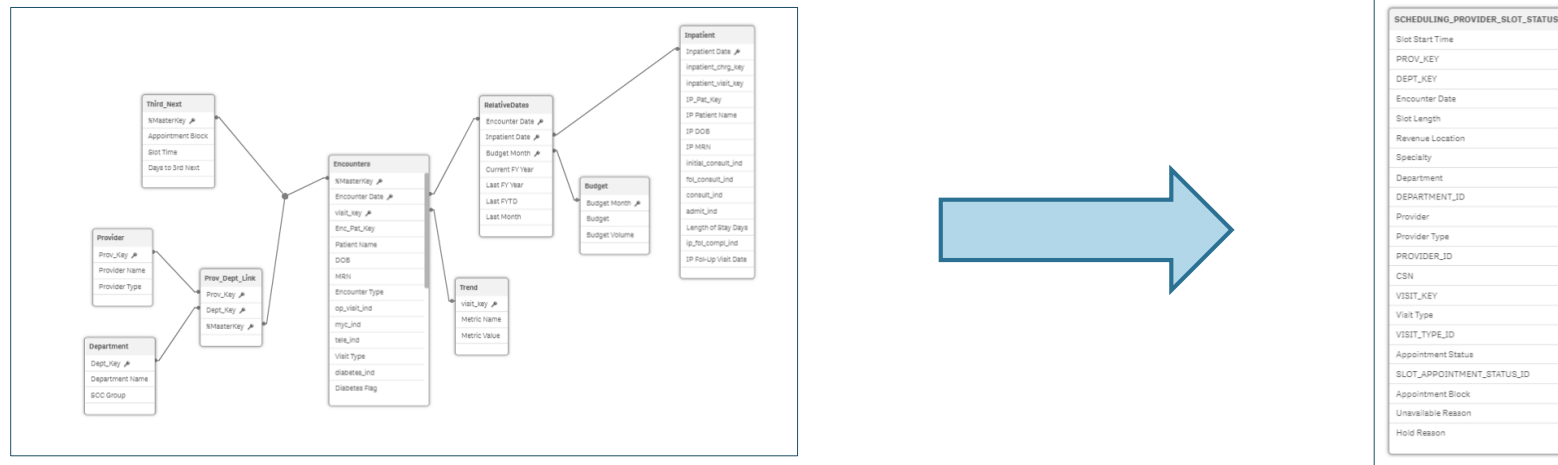 Third_Next
%MasterKey
Appointment Block
Slot Time
Days to 3rd Next
Provider
Prov_Key
Provider Name
Provider Type
Department
Dept_Key
Department Name
SCC Group
Prov_Dept_Link
Prov_Key
Dept_Key
%MasterKey
Encounters
%MasterKey
Encounter Date
visit_key
Enc_Pat_Key
Patient Name
DOB
MRN
Encounter Type
op_visit_ind
myc_ind
tele_ind
Visit Type
diabetes_ind
Diabetes Flag
RelativeDates
Encounter Date
Inpatient Date
Budget Month
Current FY Year
Last FY Year
Last FYTD
Last Month
Trend
visit_key
Metric Name
Metric Value
Budget
Budget Month
Budget
Budget Volume
Inpatient
Inpatient Date
inpatient_chrg_key
inpatient_visit_key
IP_Pat_Key
IP Patient Name
IP DOB
IP MRN
initial_consult_ind
fol_consult_ind
consult_ind
admit_ind
Length of Stay Days
ip_fol_compl_ind
IP Fol-Up Visit Date
SCHEDULING_PROVIDER_SLOT_STATUS
Slot Start Time
PROV_KEY
DEPT_KEY
Encounter Date
Slot Length
Revenue Location
Specialty
Department
DEPARTMENT_ID
Provider
Provider Type
PROVIDER_ID
CSN
VISIT_KEY
Visit Type
VISIT_TYPE_ID
Appointment Status
SLOT_APPOINTMENT_STATUS_ID
Appointment Block
Unavailable Reason
Hold Reason